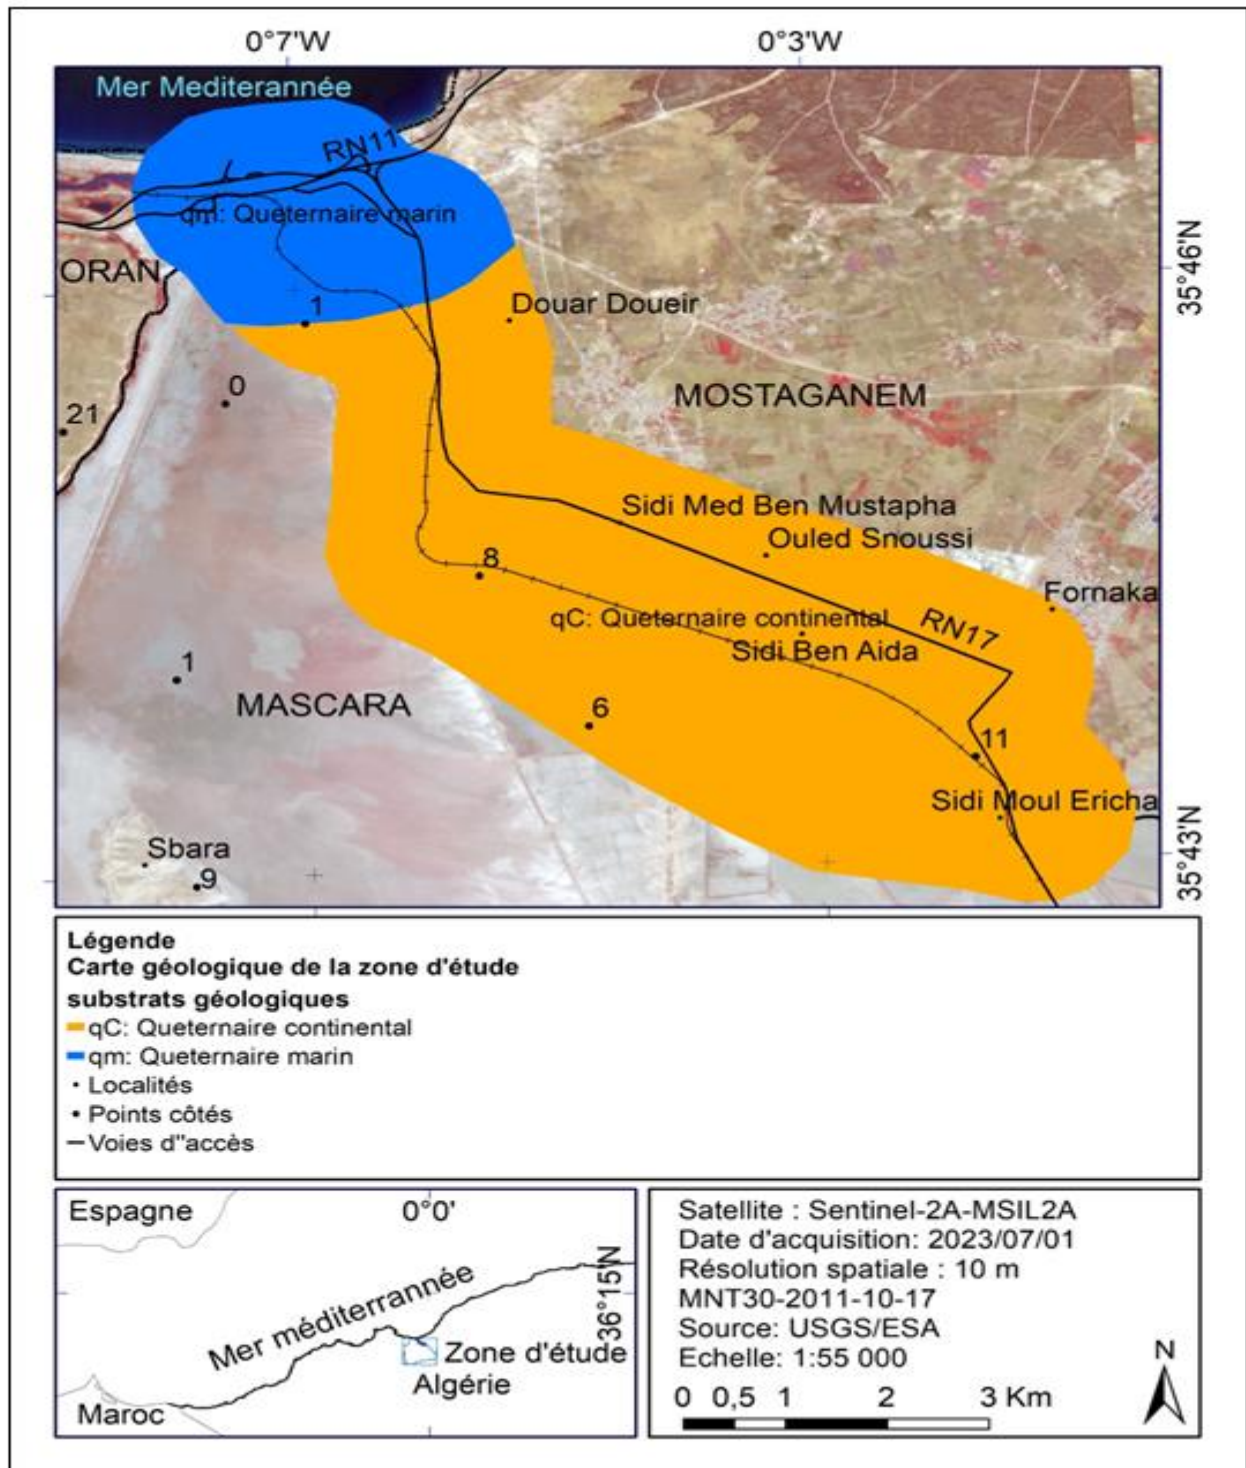 0°7'W
0°3'W
Mer Mediterannée
RN11
qm: Queternaire marin
35°46'N
ORAN
1
Douar Doueir
0
MOSTAGANEM
21
Sidi Med Ben Mustapha
Ouled Snoussi
8
Fornaka
qC: Queternaire continental
RN17
Sidi Ben Aida
1
MASCARA
6
11
Sidi Moul Ericha
35°43'N
Sbara
9
Légende
Carte géologique de la zone d'étude
substrats géologiques
qC: Queternaire continental
qm: Queternaire marin
Localités
Points côtés
Voies d"accès
Espagne
0°0'
36°15'N
Mer méditerrannée
Zone d'étude
Algérie
Maroc
Satellite : Sentinel-2A-MSIL2A
Date d'acquisition: 2023/07/01
Résolution spatiale : 10 m
MNT30-2011-10-17
Source: USGS/ESA
Echelle: 1:55 000
0 0,5 1 2 3 Km
N